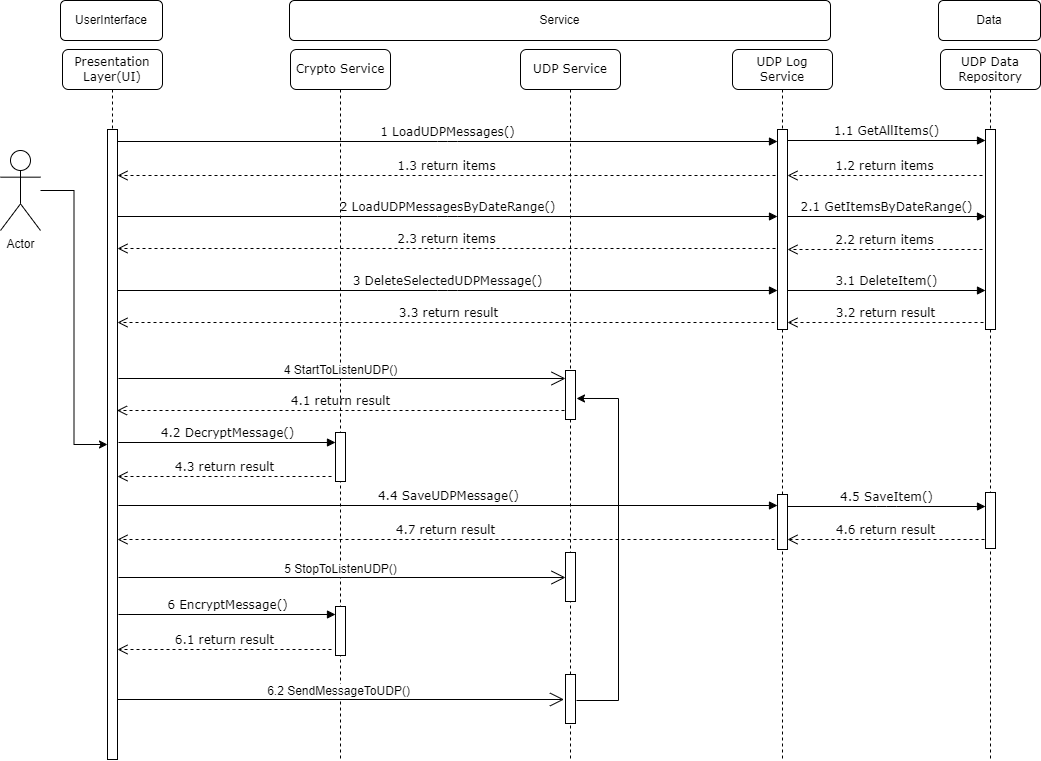 UserInterface
Service
Data
Presentation
Layer(UI)
Crypto Service
UDP Service
UDP Log
Service
UDP Data
Repository
1 LoadUDPMessages()
1.1 GetAllItems()
1.3 return items
1.2 return items
2 LoadUDPMessagesByDateRange()
2.1 GetItemsByDateRange()
Actor
2.3 return items
2.2 return items
3 DeleteSelectedUDPMessage()
3.1 DeleteItem()
3.3 return result
3.2 return result
4 StartToListenUDP()
4.1 return result
4.2 DecryptMessage()
4.3 return result
4.4 SaveUDPMessage()
4.5 SaveItem()
4.7 return result
4.6 return result
5 StopToListenUDP()
6 EncryptMessage()
6.1 return result
6.2 SendMessageToUDP()